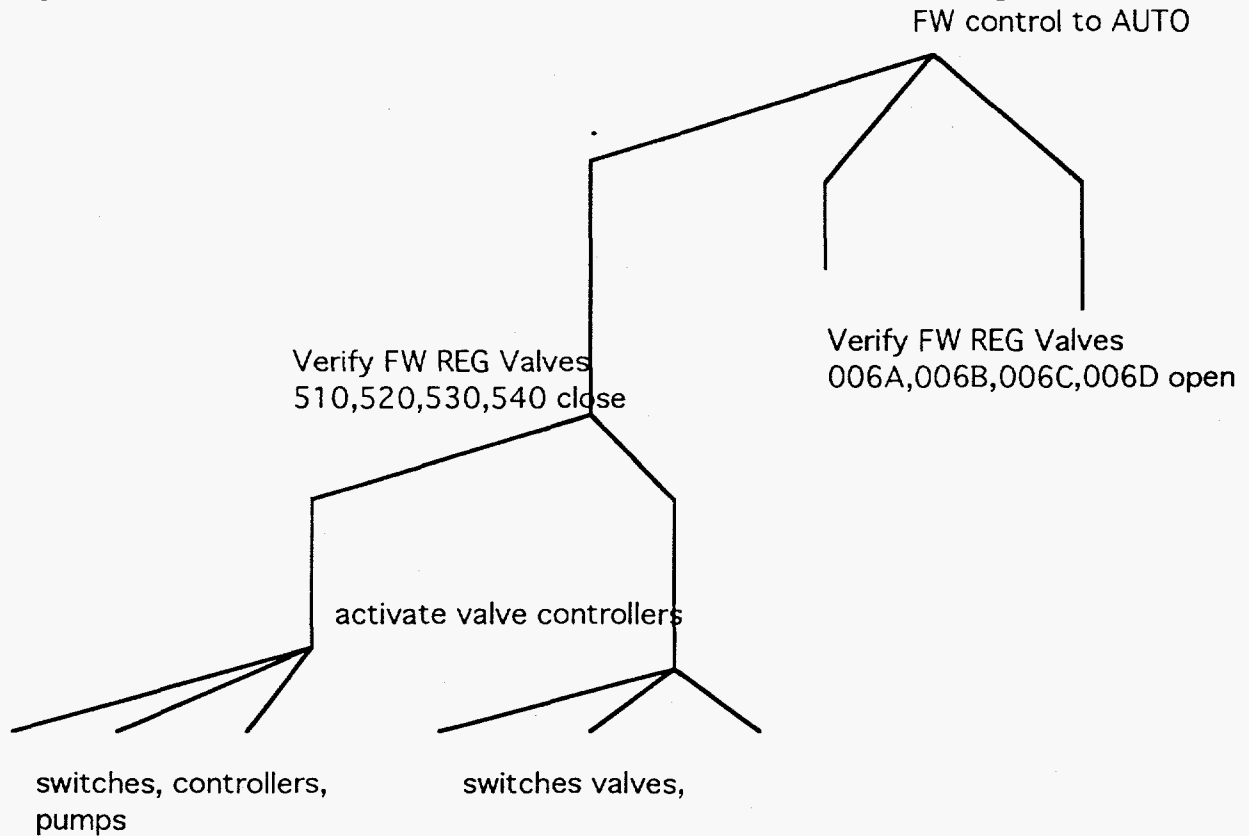 FW control to AUTO
Verify FW REG Valves
510,520,530,540 close
Verify FW REG Valves
006A,006B,006C,006D open
activate valve controllers
switches, controllers,
pumps
switches valves,